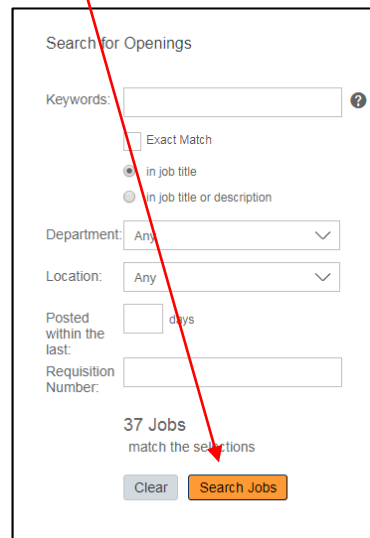 Search for Openings
Keywords:
Exact Match
in job title
in job title or description
Department: Any
Location: Any
Posted within the last: days
Requisition Number:
37 Jobs
match the selections
Clear Search Jobs